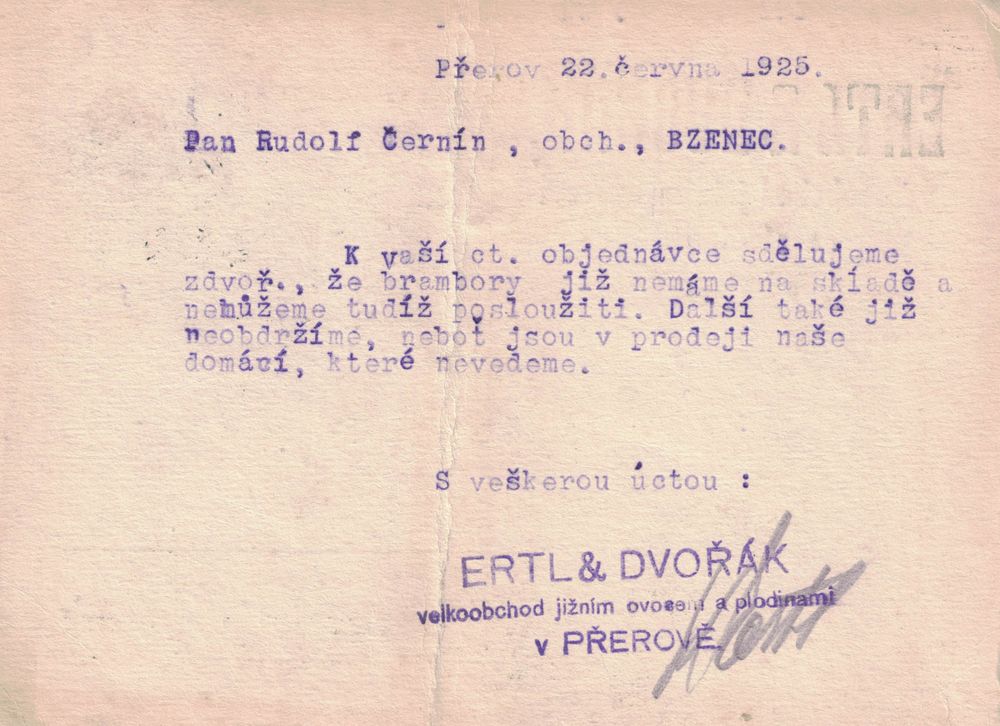 Přerov 22.června 1925.
Pan Rudolf Černín , obch., BZENEC.
K vaší ct. objednávce sdělujeme
zdvoř., že brambory již nemáme na skladě a
nemůžeme tudíž posloužiti. Další také již
neobdržíme, neboť jsou v prodeji naše
domácí, které nevedeme.
S veškerou úctou :
ERTL & DVOŘÁK
velkoobchod jižním ovocem a plodinami
v PŘEROVĚ.